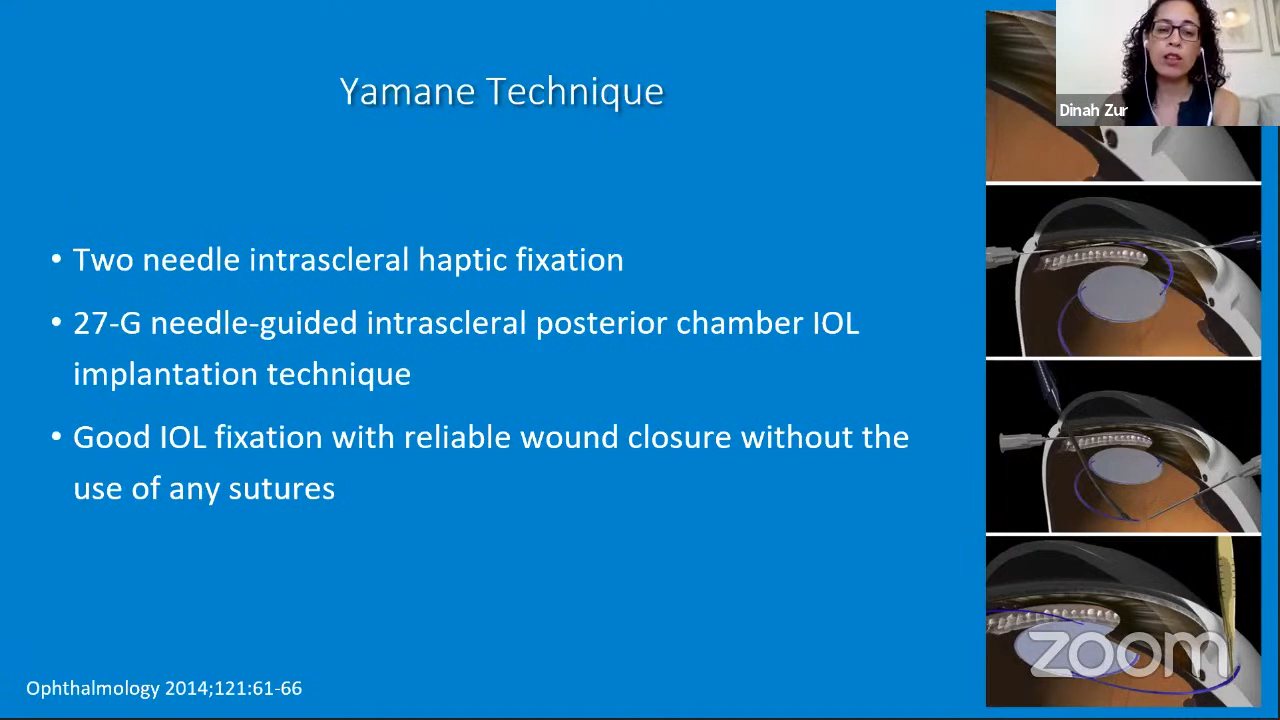 Yamane Technique
Dinah Zur
• Two needle intrascleral haptic fixation
• 27-G needle-guided intrascleral posterior chamber IOL
implantation technique
• Good IOL fixation with reliable wound closure without the
use of any sutures
zoom
Ophthalmology 2014;121:61-66